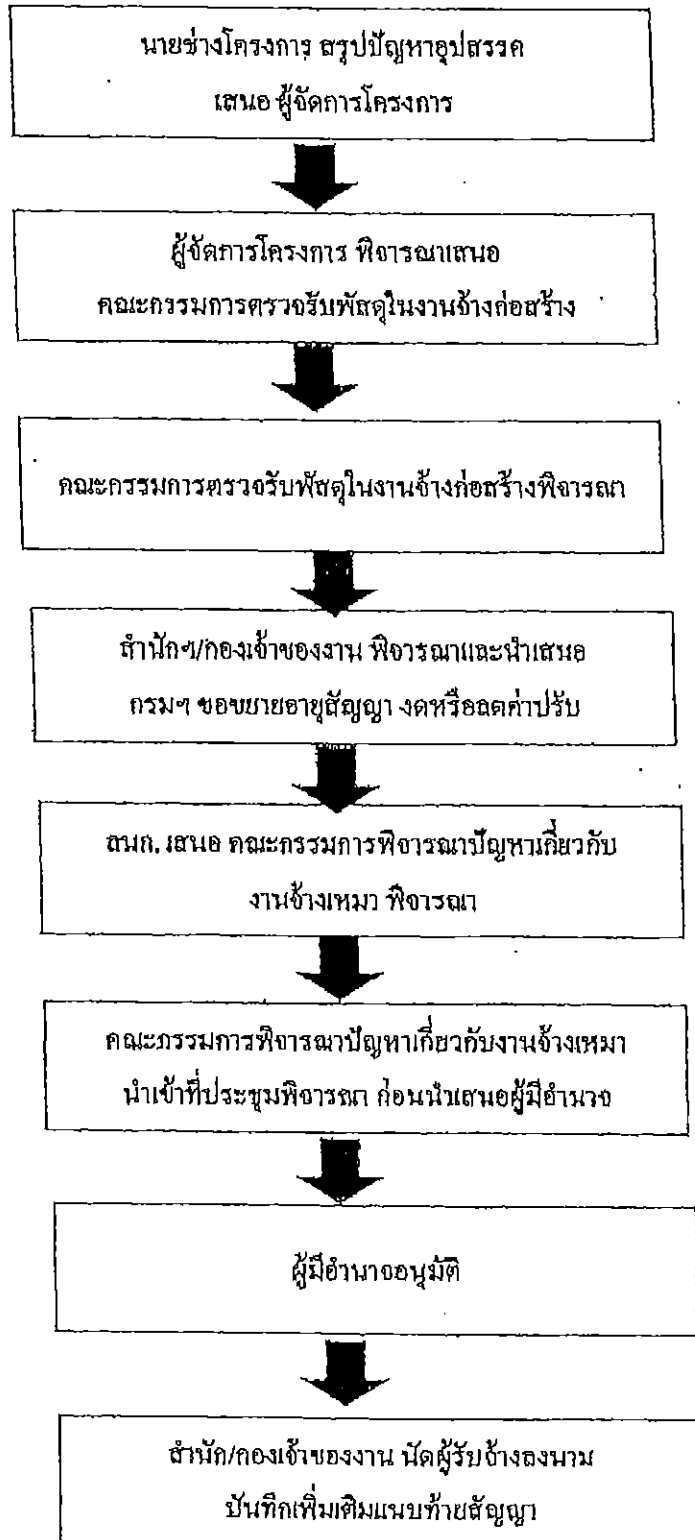 นายช่างโครงการ สรุปปัญหาอุปสรรค
เสนอ ผู้จัดการโครงการ
ผู้จัดการโครงการ พิจารณาเสนอ
คณะกรรมการตรวจรับพัสดุในงานจ้างก่อสร้าง
คณะกรรมการตรวจรับพัสดุในงานจ้างก่อสร้างพิจารณา
สำนักฯ/กองเจ้าของงาน พิจารณาและนำเสนอ
กรมฯ ขอขยายอายุสัญญา งดหรือลดค่าปรับ
สนก. เสนอ คณะกรรมการพิจารณาปัญหาเกี่ยวกับ
งานจ้างเหมา พิจารณา
คณะกรรมการพิจารณาปัญหาเกี่ยวกับงานจ้างเหมา
นำเข้าที่ประชุมพิจารณา ก่อนนำเสนอผู้มีอำนาจ
ผู้มีอำนาจอนุมัติ
สำนัก/กองเจ้าของงาน นัดผู้รับจ้างลงนาม
บันทึกเพิ่มเติมแนบท้ายสัญญา